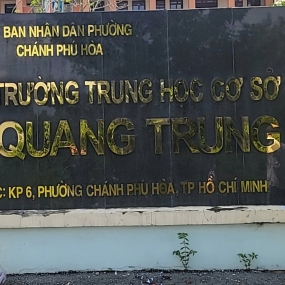 BAN NHÂN DÂN PHƯỜNG
CHÁNH PHÚ HÒA
TRƯỜNG TRUNG HỌC CƠ SỞ
QUANG TRUNG
C: KP 6, PHƯỜNG CHÁNH PHÚ HÒA, TP HỒ CHÍ MINH